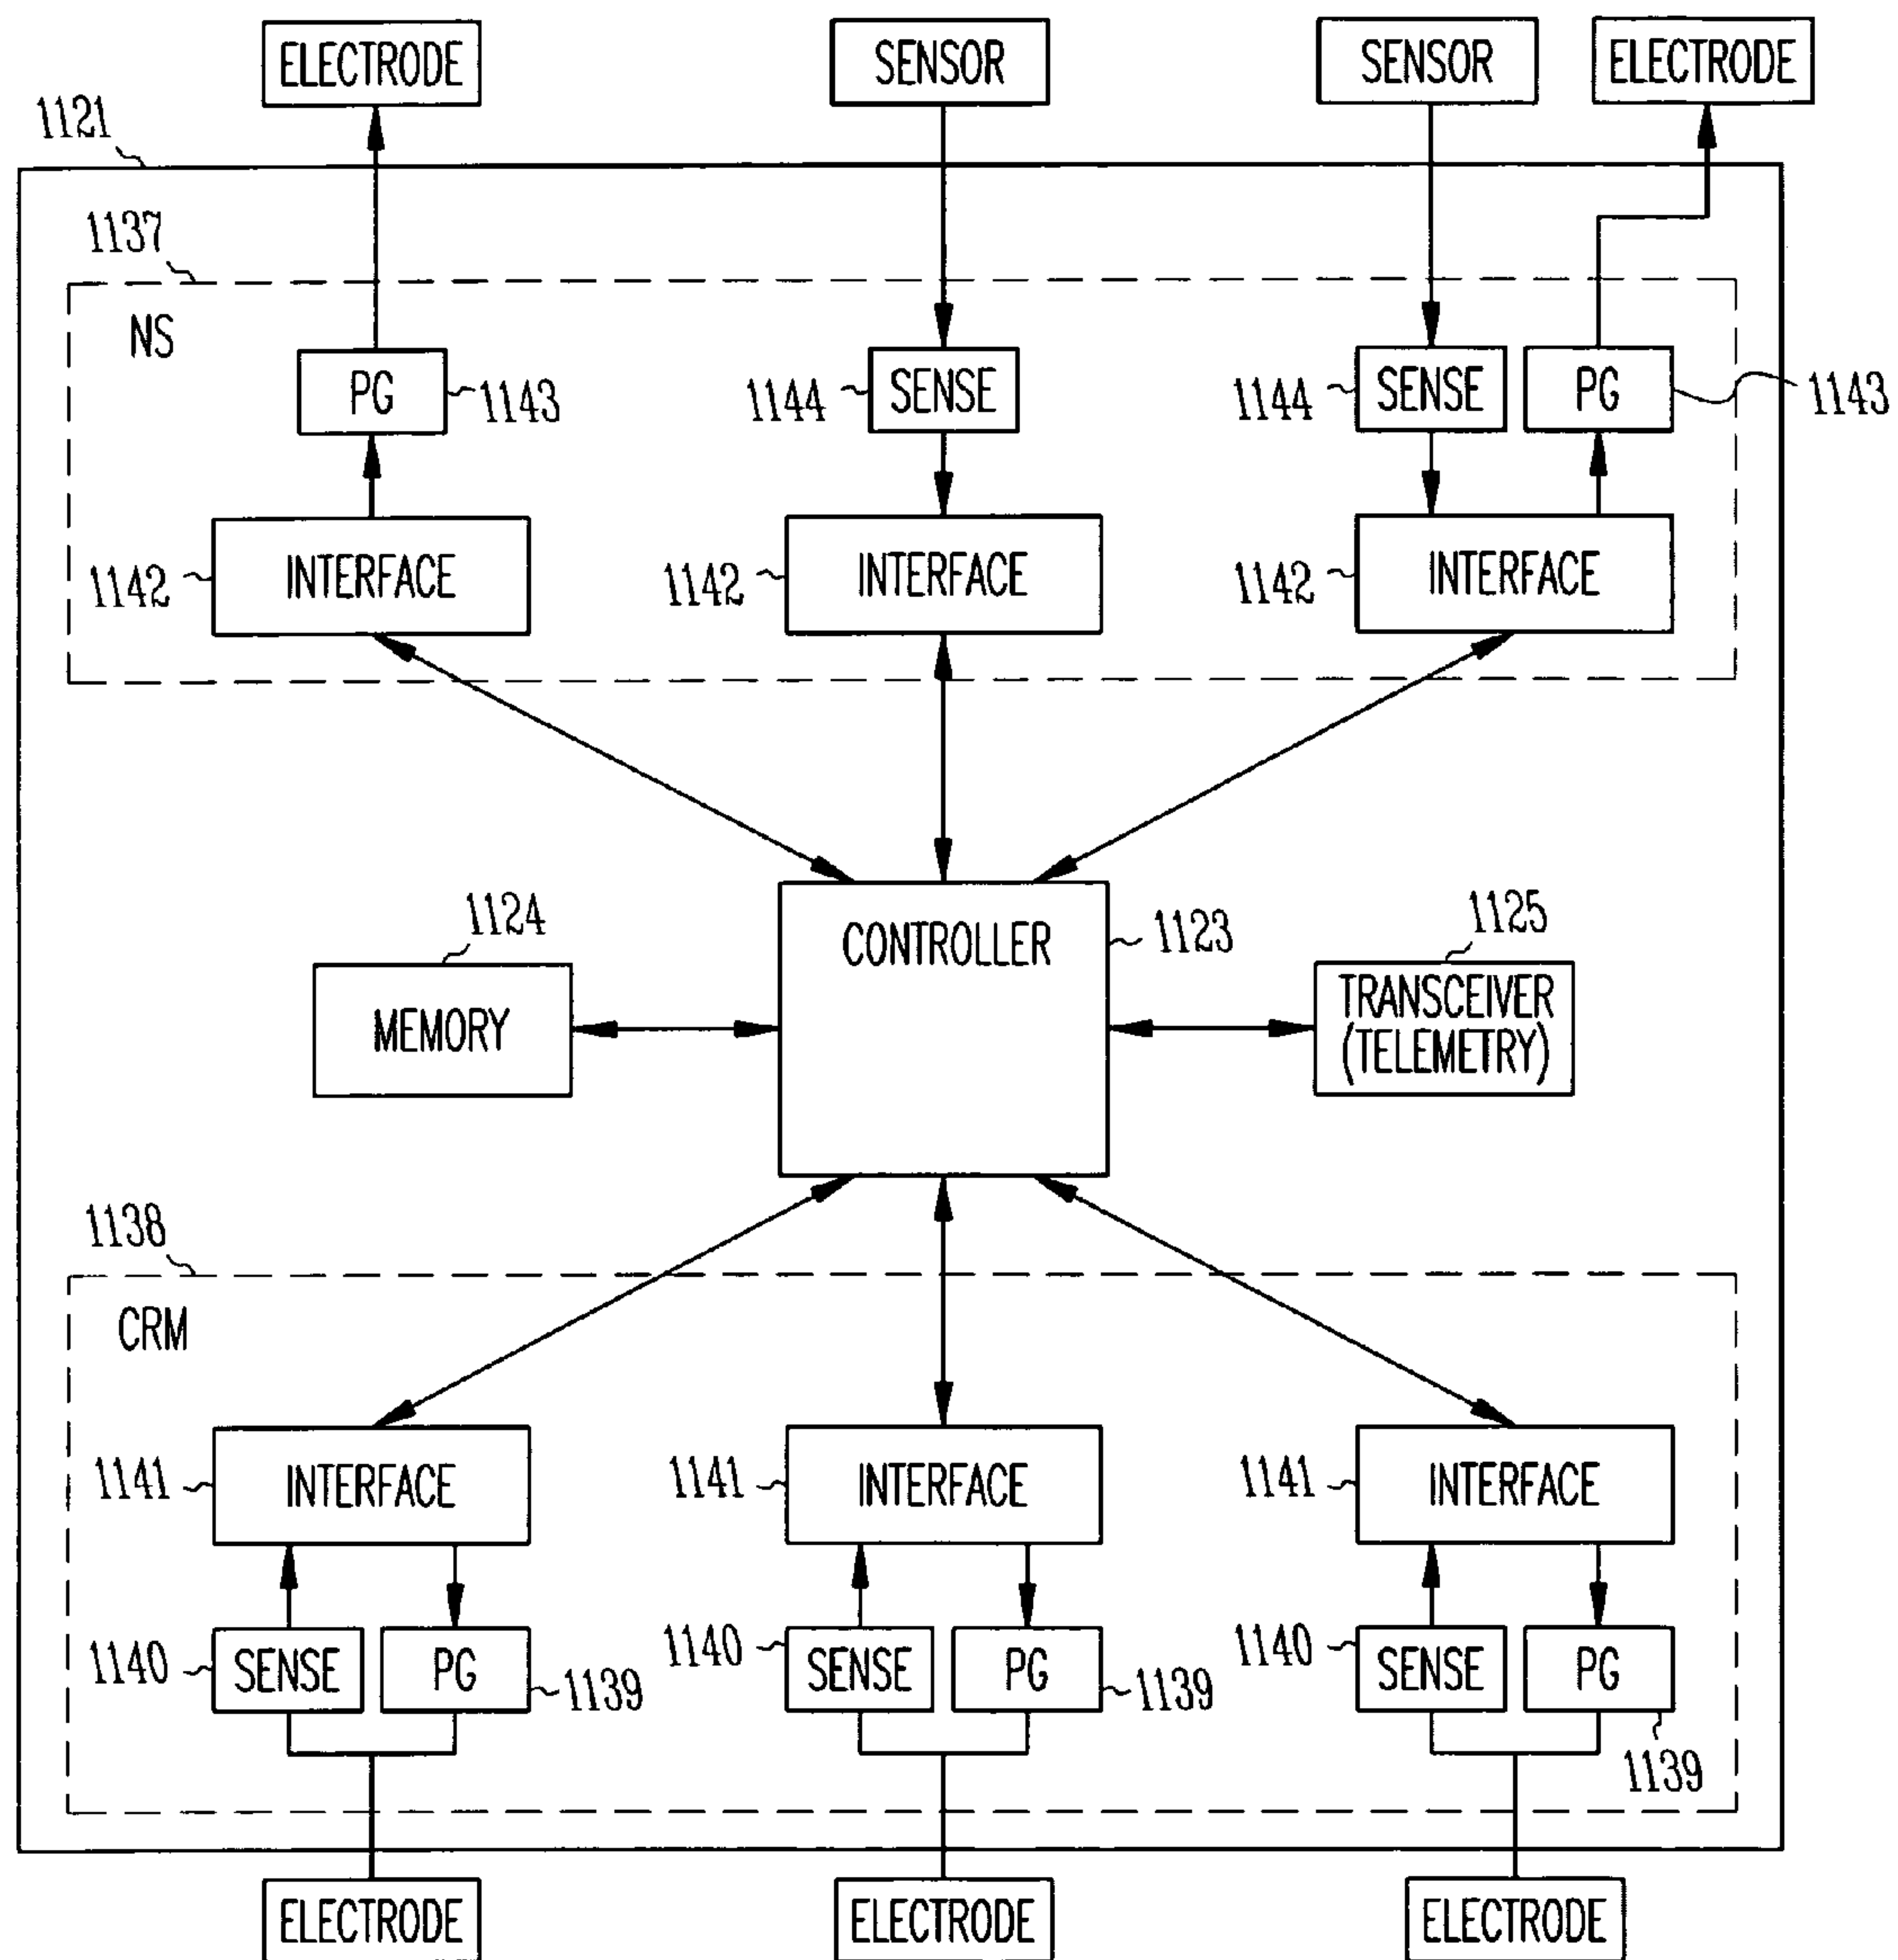 ELECTRODE
SENSOR
SENSOR
ELECTRODE
1121
1137
NS
PG
1143
1144
SENSE
1144
SENSE
PG
1143
1142
INTERFACE
1142
INTERFACE
1142
INTERFACE
1124
MEMORY
CONTROLLER
1123
1125
TRANSCEIVER
(TELEMETRY)
1138
CRM
1141
INTERFACE
1141
INTERFACE
1141
INTERFACE
1140
SENSE
PG
1139
1140
SENSE
PG
1139
1140
SENSE
PG
1139
ELECTRODE
ELECTRODE
ELECTRODE